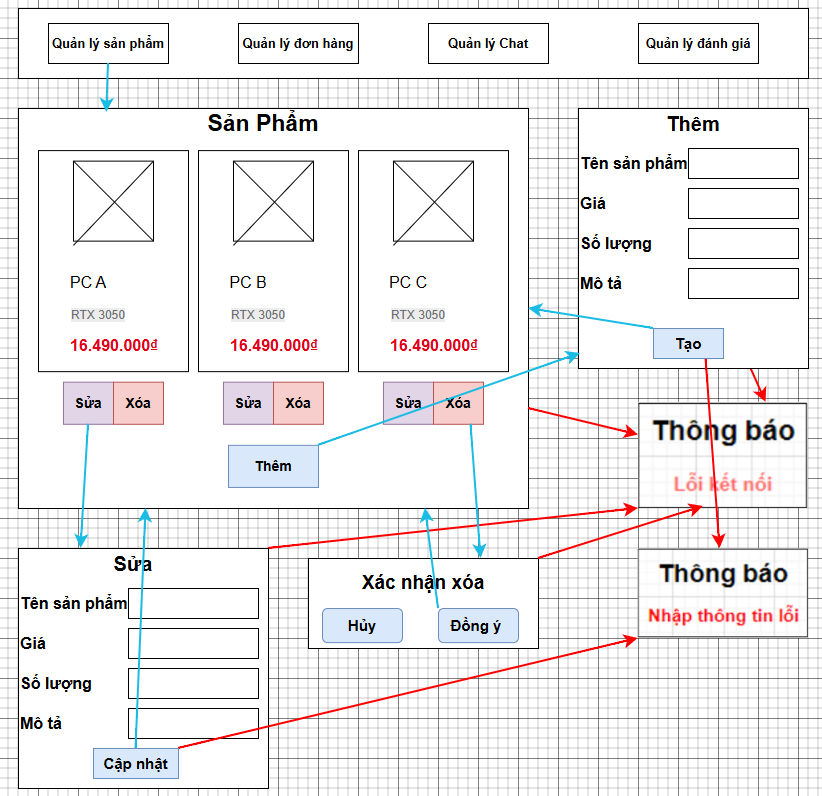 Quản lý sản phẩm
Quản lý đơn hàng
Quản lý Chat
Quản lý đánh giá
Sản Phẩm
PC A
RTX 3050
16.490.000₫
PC B
RTX 3050
16.490.000₫
PC C
RTX 3050
16.490.000₫
Sửa
Xóa
Sửa
Xóa
Sửa
Xóa
Thêm
Thêm
Tên sản phẩm
Giá
Số lượng
Mô tả
Tạo
Thông báo
Lỗi kết nối
Sửa
Tên sản phẩm
Giá
Số lượng
Mô tả
Cập nhật
Xác nhận xóa
Hủy
Đồng ý
Thông báo
Nhập thông tin lỗi